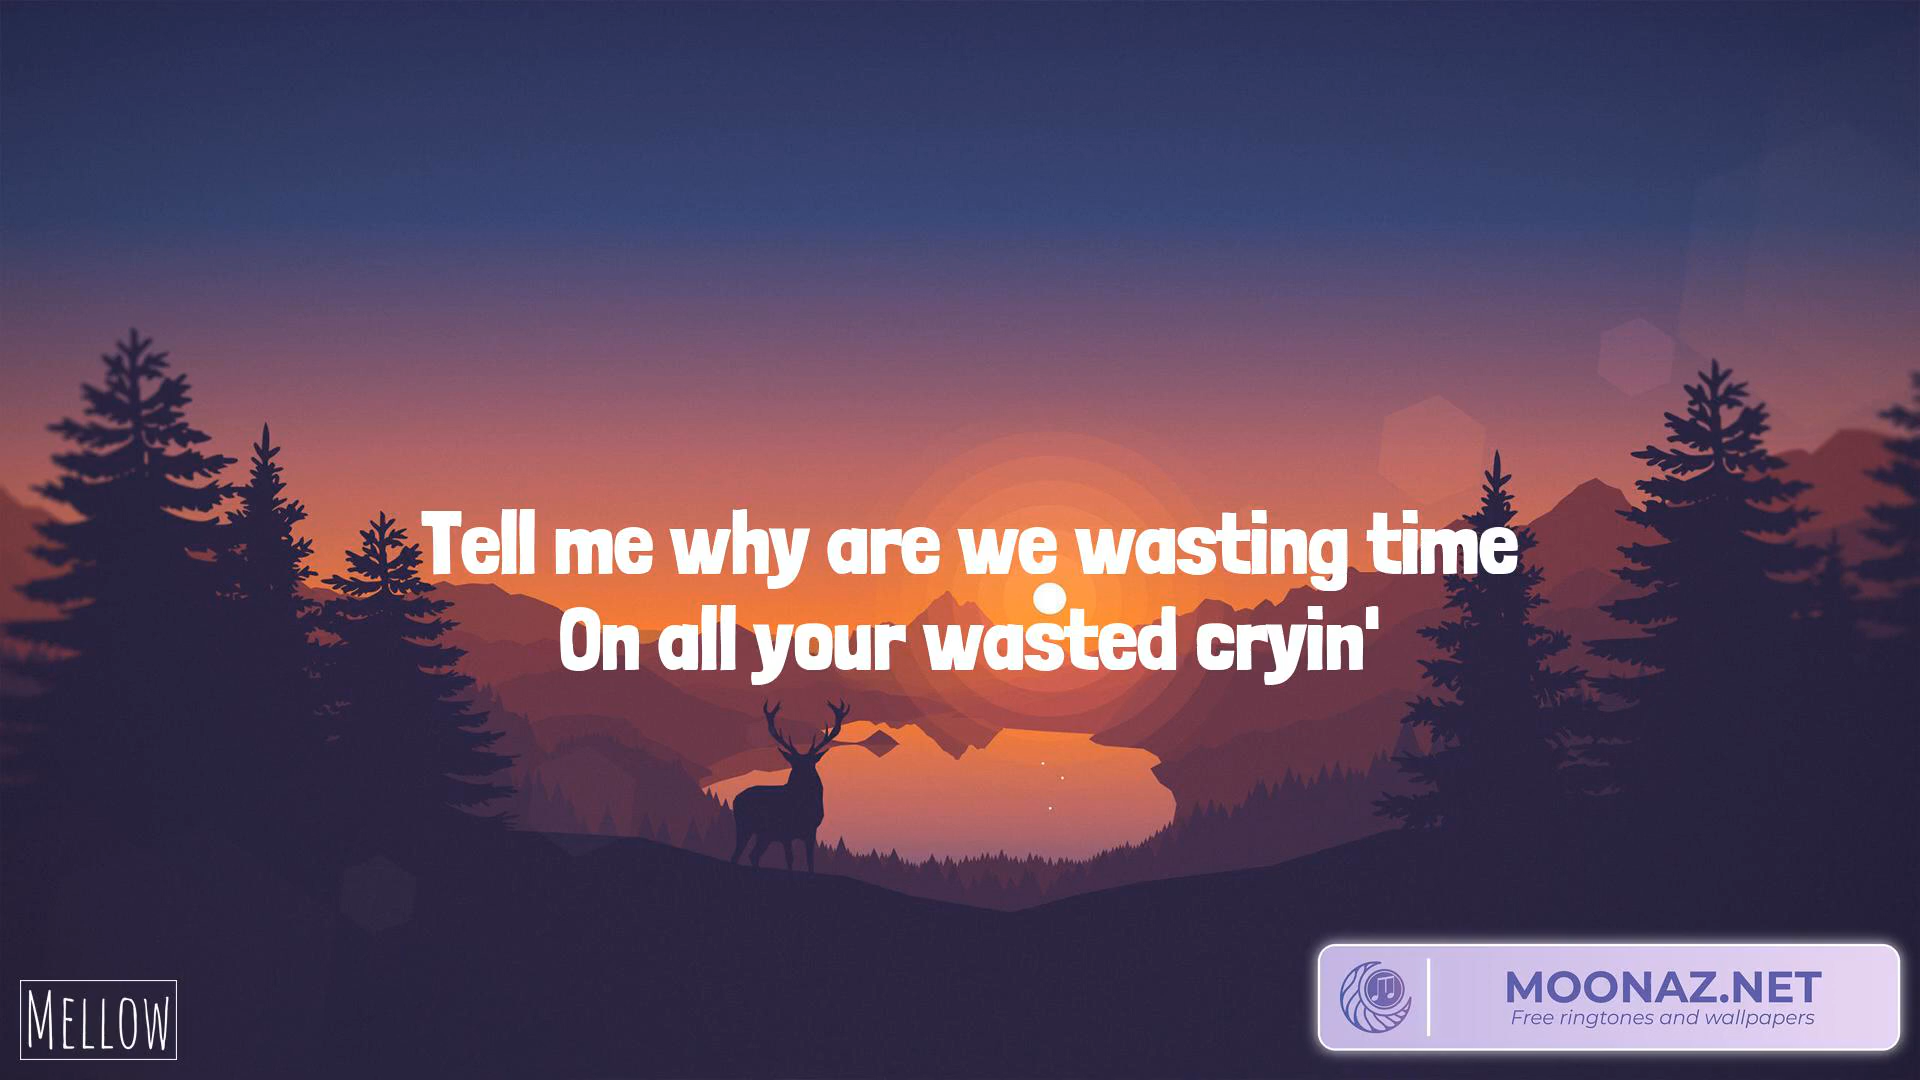 Tell me why are we wasting time
On all your wasted cryin'
MELLOW
MOONAZ.NET
Free ringtones and wallpapers